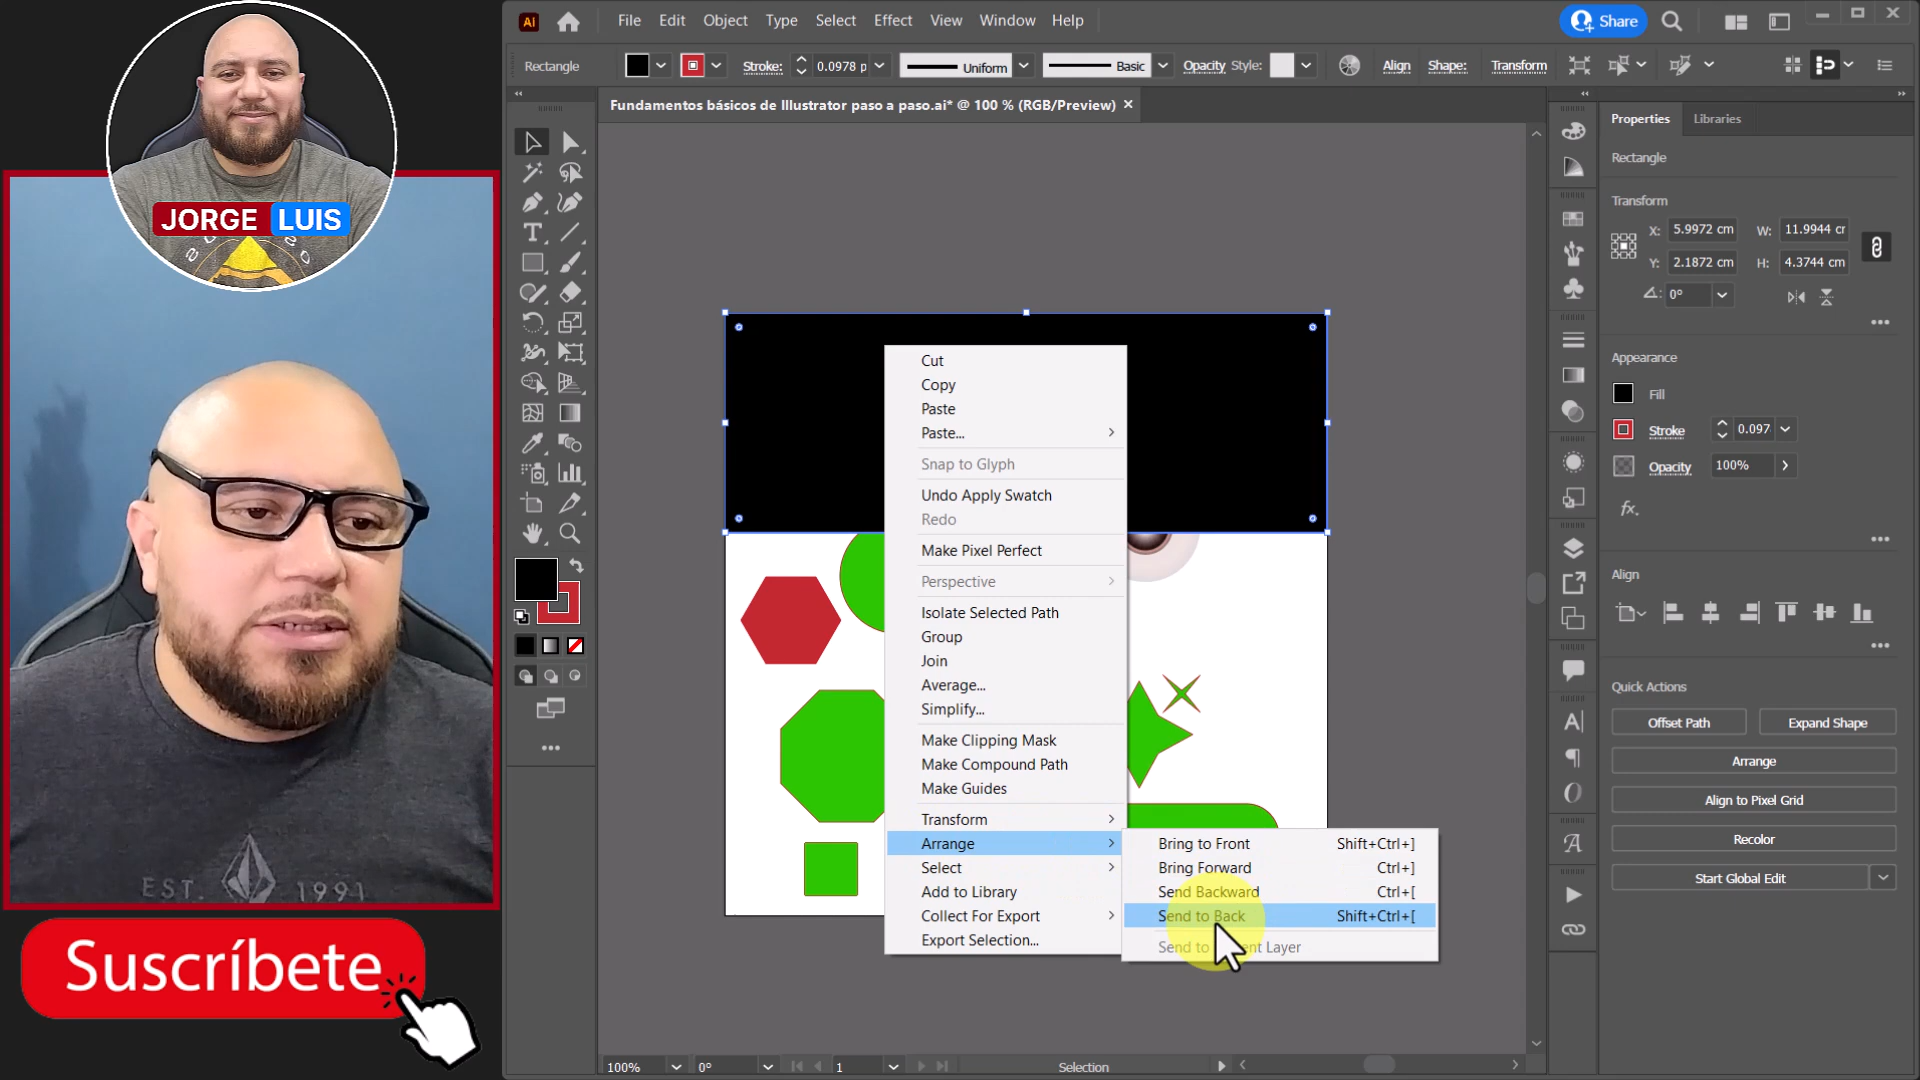 JORGE LUIS
EST. 1991
Suscríbete
Ai
File Edit Object Type Select Effect View Window Help
Share
Rectangle
Stroke:
0.0978 p
Uniform
Basic
Opacity
Style:
Align
Shape:
Transform
Fundamentos básicos de Illustrator paso a paso.ai* @ 100 % (RGB/Preview)
Cut
Copy
Paste
Paste...
Snap to Glyph
Undo Apply Swatch
Redo
Make Pixel Perfect
Perspective
Isolate Selected Path
Group
Join
Average...
Simplify...
Make Clipping Mask
Make Compound Path
Make Guides
Transform
Arrange
Select
Add to Library
Collect For Export
Export Selection...
Bring to Front Shift+Ctrl+]
Bring Forward Ctrl+]
Send Backward Ctrl+[
Send to Back Shift+Ctrl+[
Send to Layer
100%
0°
1
Selection
Properties Libraries
Rectangle
Transform
X: 5.9972 cm W: 11.9944 cr
Y: 2.1872 cm H: 4.3744 cm
0°
Appearance
Fill
Stroke 0.097
Opacity 100%
fx.
Align
Quick Actions
Offset Path
Expand Shape
Arrange
Align to Pixel Grid
Recolor
Start Global Edit